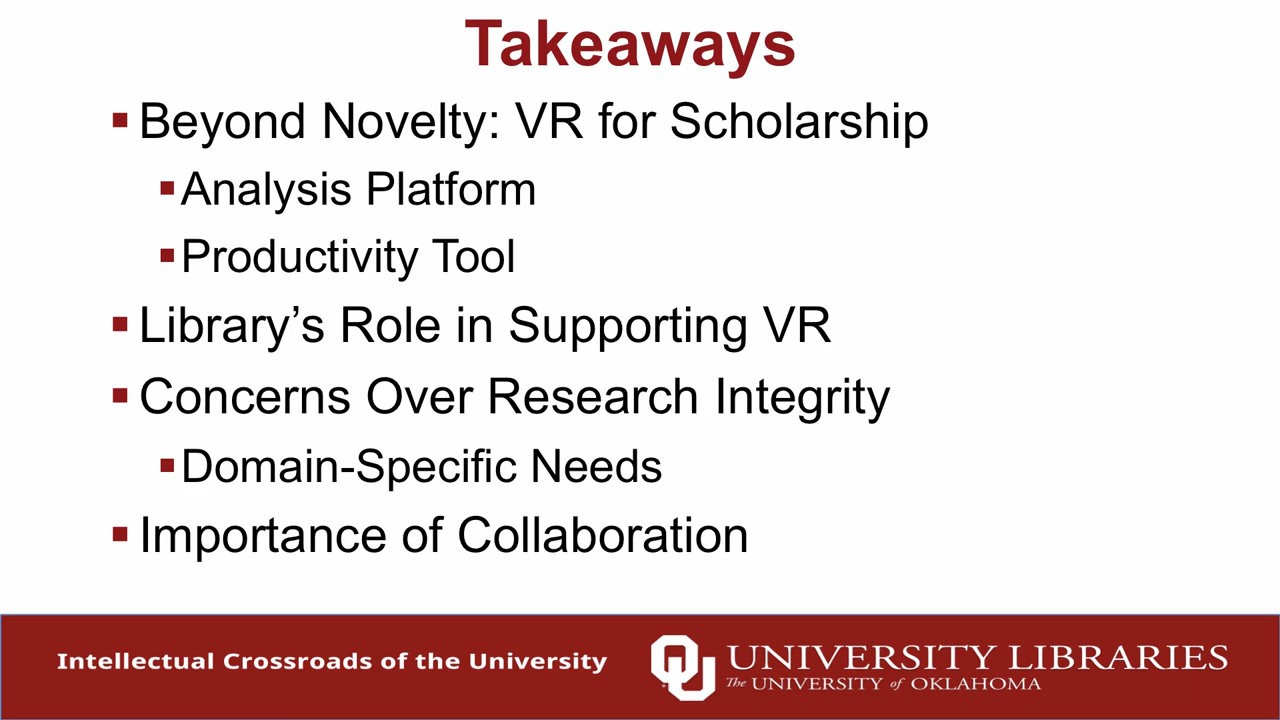 Takeaways
Beyond Novelty: VR for Scholarship
Analysis Platform
Productivity Tool
Library’s Role in Supporting VR
Concerns Over Research Integrity
Domain-Specific Needs
Importance of Collaboration
Intellectual Crossroads of the University
OU
UNIVERSITY LIBRARIES
The UNIVERSITY of OKLAHOMA